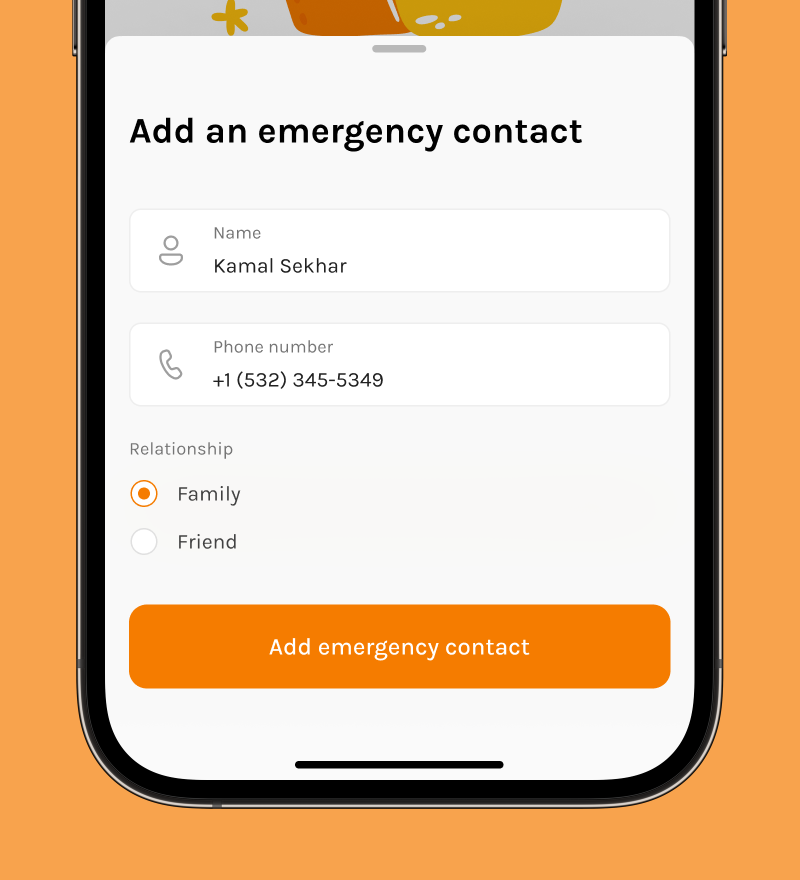 Add an emergency contact
Name
Kamal Sekhar
Phone number
+1 (532) 345-5349
Relationship
Family
Friend
Add emergency contact